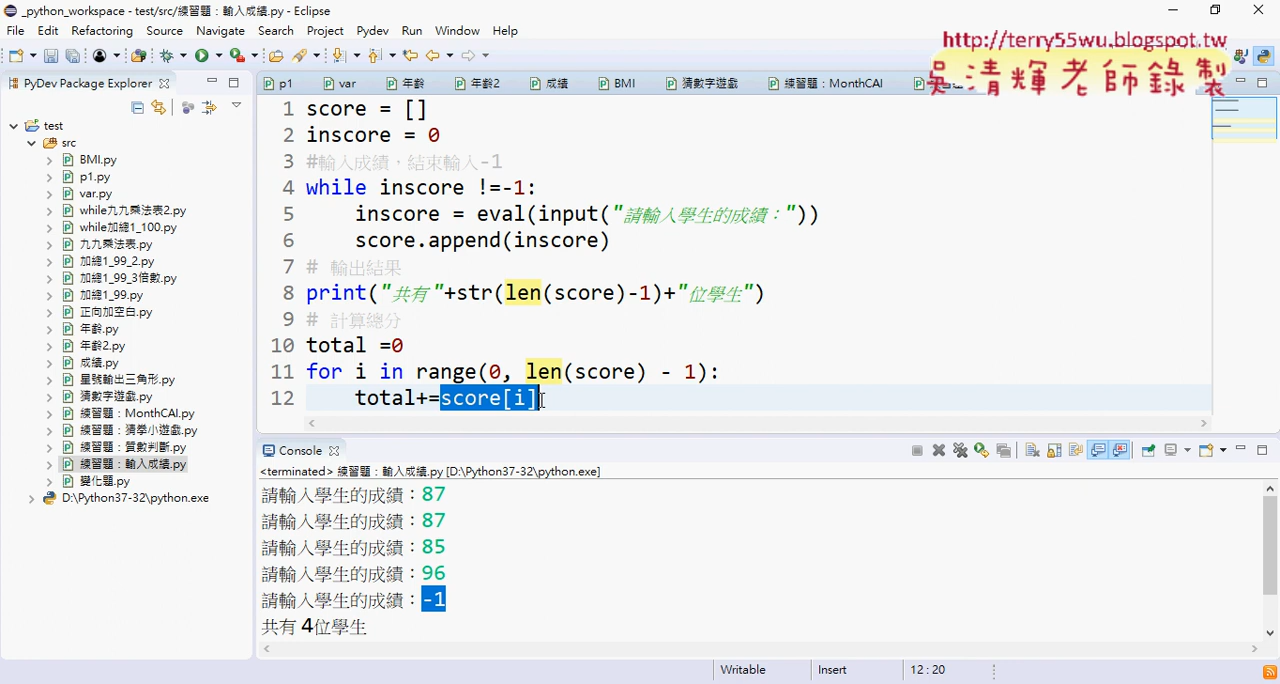 _python_workspace - test/src/練習題：輸入成績.py - Eclipse
File Edit Refactoring Source Navigate Search Project Pydev Run Window Help
http://terry55wu.blogspot.tw
吳清輝老師錄製
PyDev Package Explorer
p1 var 年齡 年齡2 成績 BMI 猜數字遊戲 練習題：MonthCAI
test
src
BMI.py
p1.py
var.py
while九九乘法表2.py
while加總1_100.py
九九乘法表.py
加總1_99_2.py
加總1_99_3倍數.py
加總1_99.py
正向加空白.py
年齡.py
年齡2.py
成績.py
星號輸出三角形.py
猜數字遊戲.py
練習題：MonthCAI.py
練習題：猜拳小遊戲.py
練習題：質數判斷.py
練習題：輸入成績.py
變化題.py
D:\Python37-32\python.exe
1 score = []
2 inscore = 0
3 #輸入成績，結束輸入-1
4 while inscore !=-1:
5 inscore = eval(input("請輸入學生的成績："))
6 score.append(inscore)
7 # 輸出結果
8 print("共有"+str(len(score)-1)+"位學生")
9 # 計算總分
10 total =0
11 for i in range(0, len(score) - 1):
12 total+=score[i]
Console
<terminated> 練習題：輸入成績.py [D:\Python37-32\python.exe]
請輸入學生的成績：87
請輸入學生的成績：87
請輸入學生的成績：85
請輸入學生的成績：96
請輸入學生的成績：-1
共有4位學生
Writable Insert 12 : 20